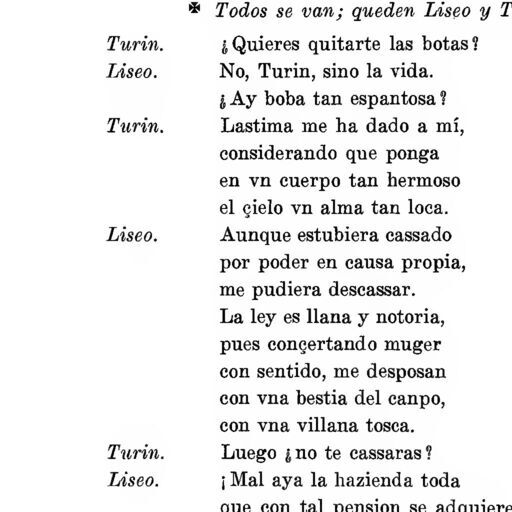 ✠ Todos se van; queden Liseo y T
Turin. ¿Quieres quitarte las botas?
Liseo. No, Turin, sino la vida.
¿Ay boba tan espantosa?
Turin. Lastima me ha dado a mí,
considerando que ponga
en vn cuerpo tan hermoso
el çielo vn alma tan loca.
Liseo. Aunque estubiera cassado
por poder en causa propia,
me pudiera descassar.
La ley es llana y notoria,
pues conçertando muger
con sentido, me desposan
con vna bestia del canpo,
con vna villana tosca.
Turin. Luego ¿no te cassaras?
Liseo. ¡Mal aya la hazienda toda
que con tal pension se adquiere